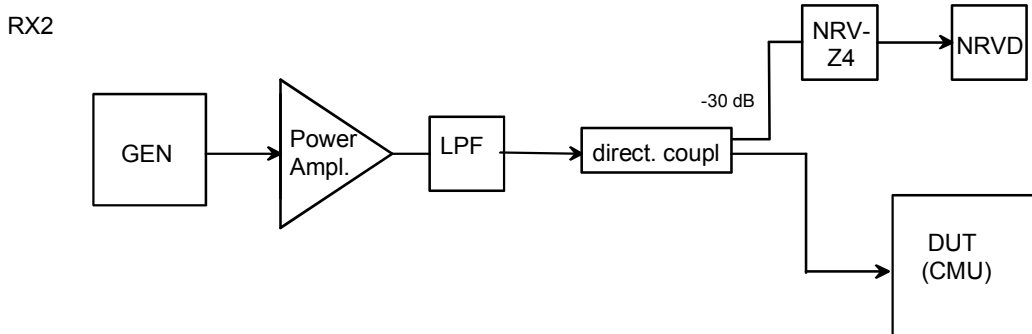 RX2
NRV-
Z4
NRVD
-30 dB
GEN
Power
Ampl.
LPF
direct. coupl
DUT
(CMU)